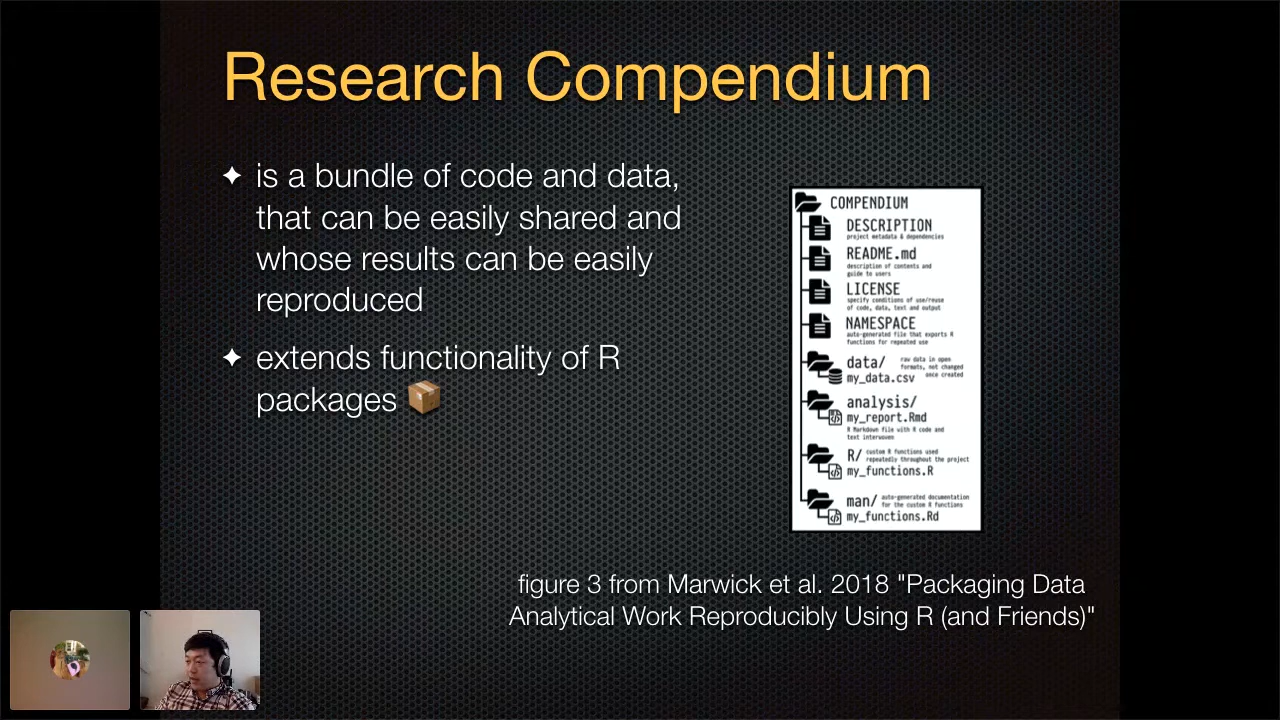 Research Compendium
✦ is a bundle of code and data,
that can be easily shared and
whose results can be easily
reproduced
✦ extends functionality of R
packages 📦
COMPENDIUM
DESCRIPTION
project metadata & dependencies
README.md
description of contents and
guide to users
LICENSE
specify conditions of use/reuse
of code, data, text and output
NAMESPACE
auto-generated file that exports R
functions for repeated use
data/ raw data in open
formats, not changed
once created
my_data.csv
analysis/
my_report.Rmd
R Markdown file with R code and
text interwoven
R/ custom R functions used
repeatedly throughout the project
my_functions.R
man/ auto-generated documentation
for the custom R functions
my_functions.Rd
figure 3 from Marwick et al. 2018 "Packaging Data
Analytical Work Reproducibly Using R (and Friends)"